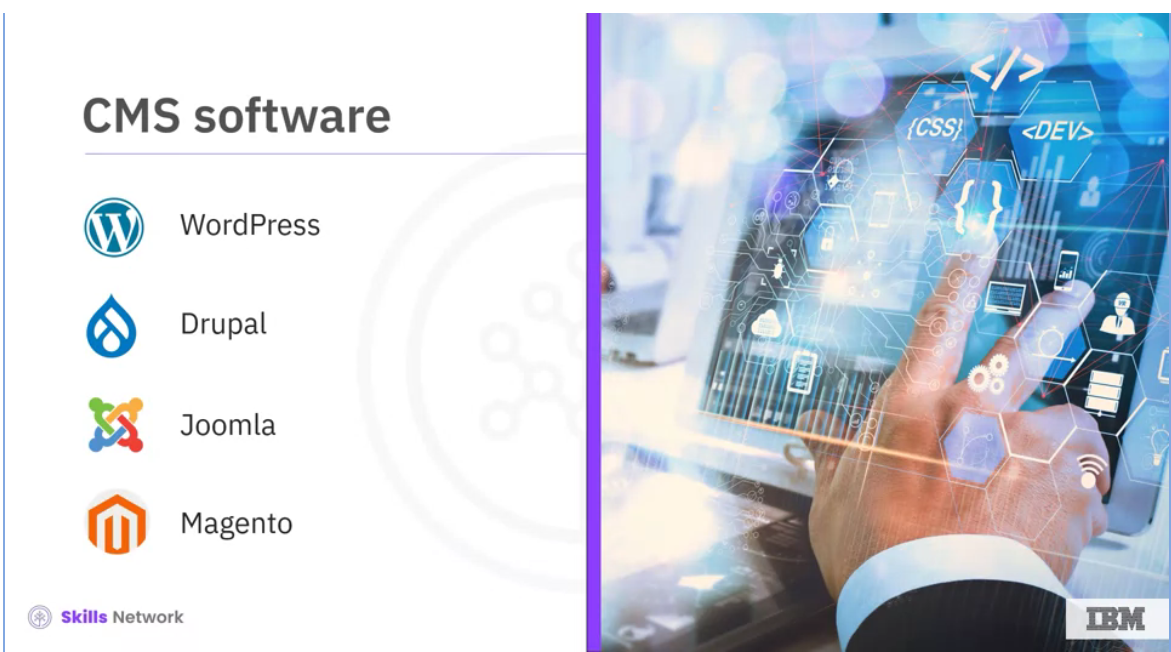 CMS software
WordPress
Drupal
Joomla
Magento
Skills Network
</>
{CSS}
<DEV>
{ }
IBM